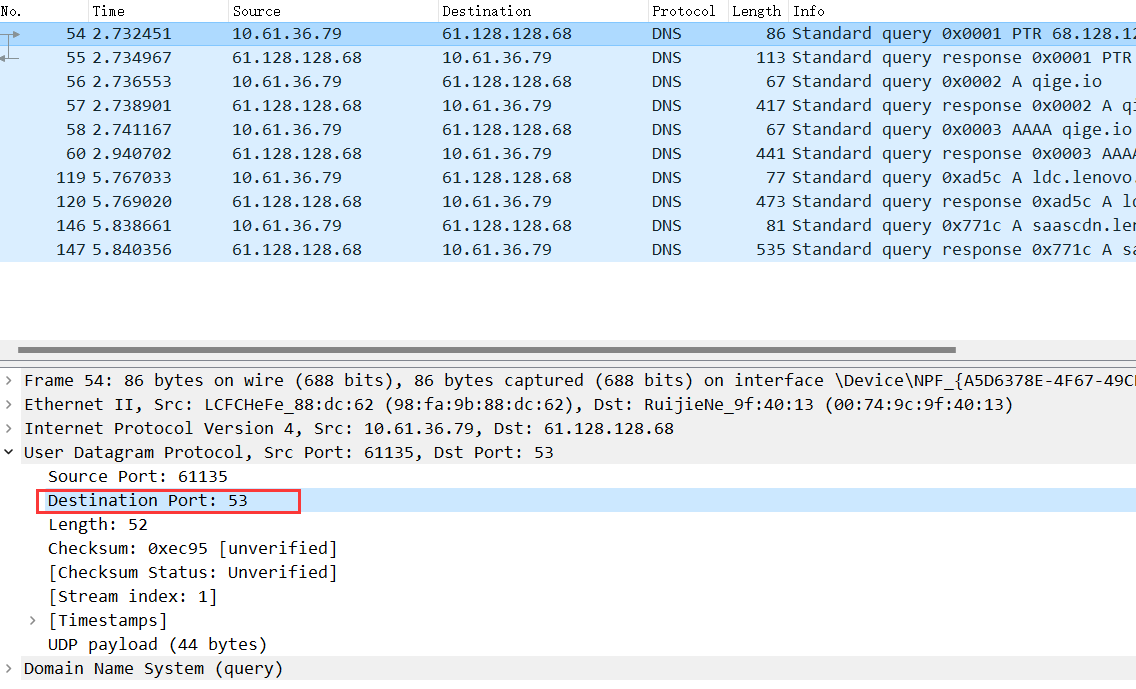 No. Time Source Destination Protocol Length Info
54 2.732451 10.61.36.79 61.128.128.68 DNS 86 Standard query 0x0001 PTR 68.128.12
55 2.734967 61.128.128.68 10.61.36.79 DNS 113 Standard query response 0x0001 PTR
56 2.736553 10.61.36.79 61.128.128.68 DNS 67 Standard query 0x0002 A qige.io
57 2.738901 61.128.128.68 10.61.36.79 DNS 417 Standard query response 0x0002 A qi
58 2.741167 10.61.36.79 61.128.128.68 DNS 67 Standard query 0x0003 AAAA qige.io
60 2.940702 61.128.128.68 10.61.36.79 DNS 441 Standard query response 0x0003 AAAA
119 5.767033 10.61.36.79 61.128.128.68 DNS 77 Standard query 0xad5c A ldc.lenovo.
120 5.769020 61.128.128.68 10.61.36.79 DNS 473 Standard query response 0xad5c A ld
146 5.838661 10.61.36.79 61.128.128.68 DNS 81 Standard query 0x771c A saascdn.len
147 5.840356 61.128.128.68 10.61.36.79 DNS 535 Standard query response 0x771c A sa
Frame 54: 86 bytes on wire (688 bits), 86 bytes captured (688 bits) on interface \Device\NPF_{A5D6378E-4F67-49C
Ethernet II, Src: LCFCHeFe_88:dc:62 (98:fa:9b:88:dc:62), Dst: RuijieNe_9f:40:13 (00:74:9c:9f:40:13)
Internet Protocol Version 4, Src: 10.61.36.79, Dst: 61.128.128.68
User Datagram Protocol, Src Port: 61135, Dst Port: 53
Source Port: 61135
Destination Port: 53
Length: 52
Checksum: 0xec95 [unverified]
[Checksum Status: Unverified]
[Stream index: 1]
[Timestamps]
UDP payload (44 bytes)
Domain Name System (query)